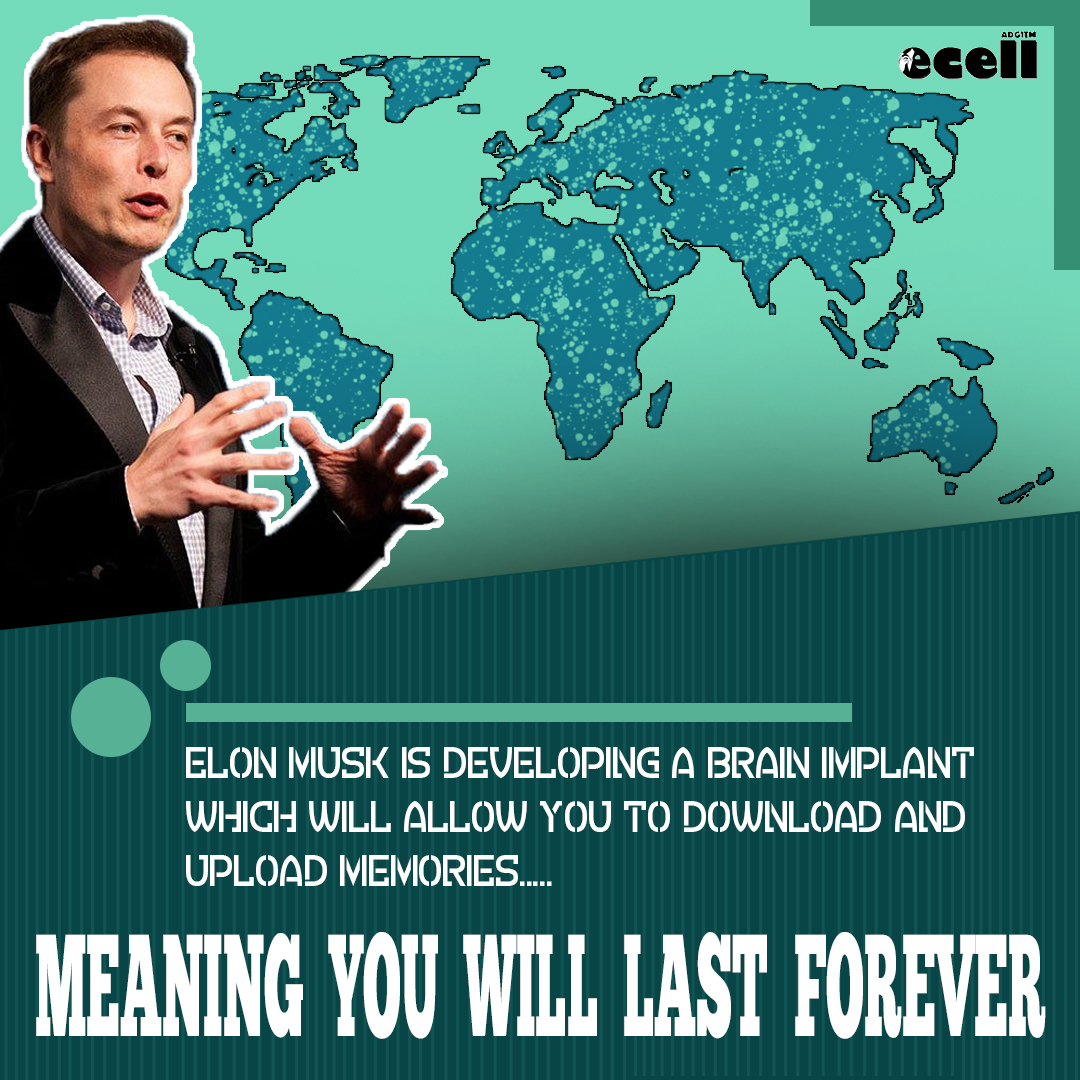 ADGITM
ecell
ELON MUSK IS DEVELOPING A BRAIN IMPLANT
WHICH WILL ALLOW YOU TO DOWNLOAD AND
UPLOAD MEMORIES.....
MEANING YOU WILL LAST FOREVER